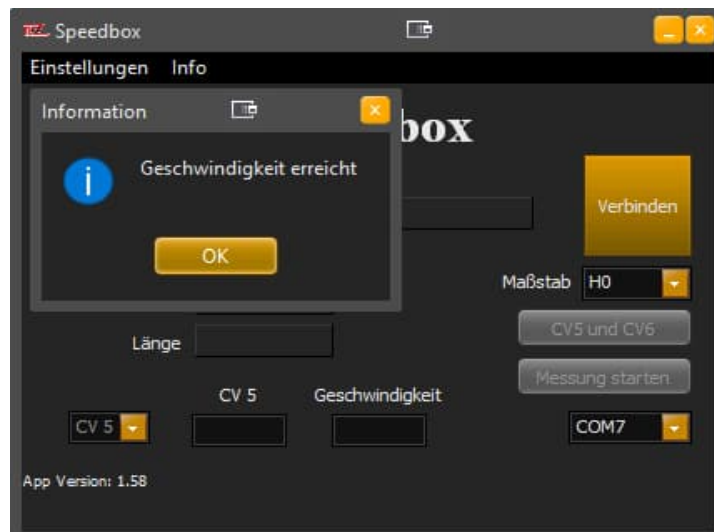 Speedbox
Einstellungen Info
Information
box
Geschwindigkeit erreicht
OK
Verbinden
Maßstab H0
CV5 und CV6
Länge
Messung starten
CV 5 Geschwindigkeit
CV 5
COM7
App Version: 1.58